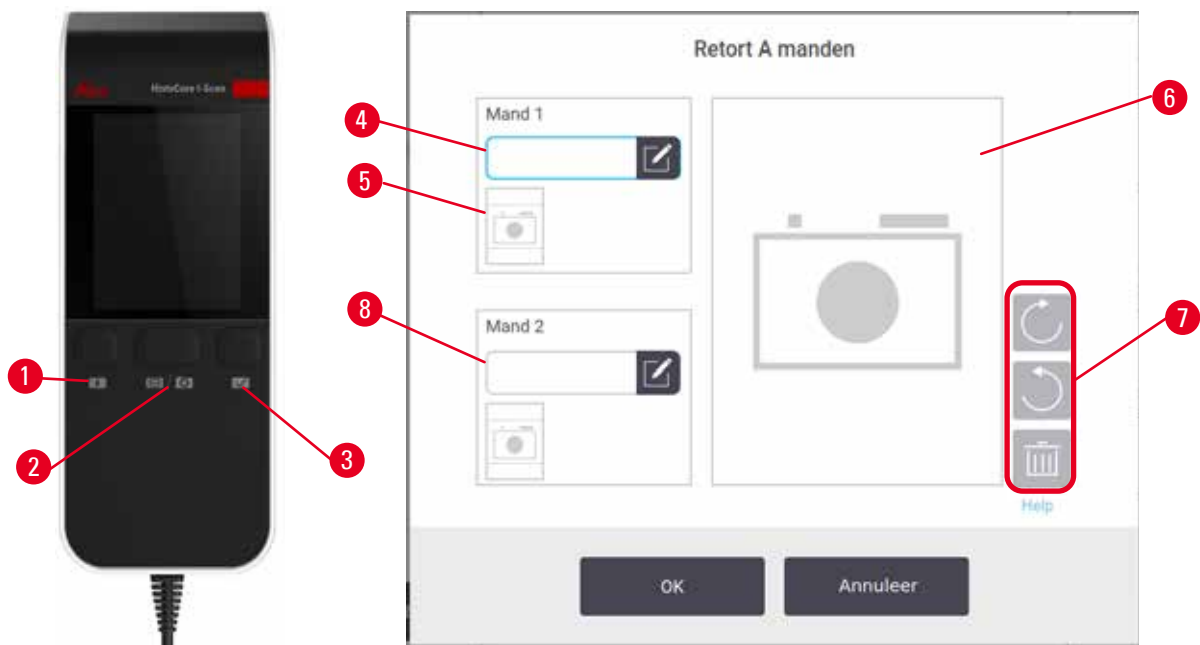 HistoCore I-Scan
1
2
3
Retort A manden
Mand 1
4
5
6
Mand 2
8
7
Help
OK
Annuleer